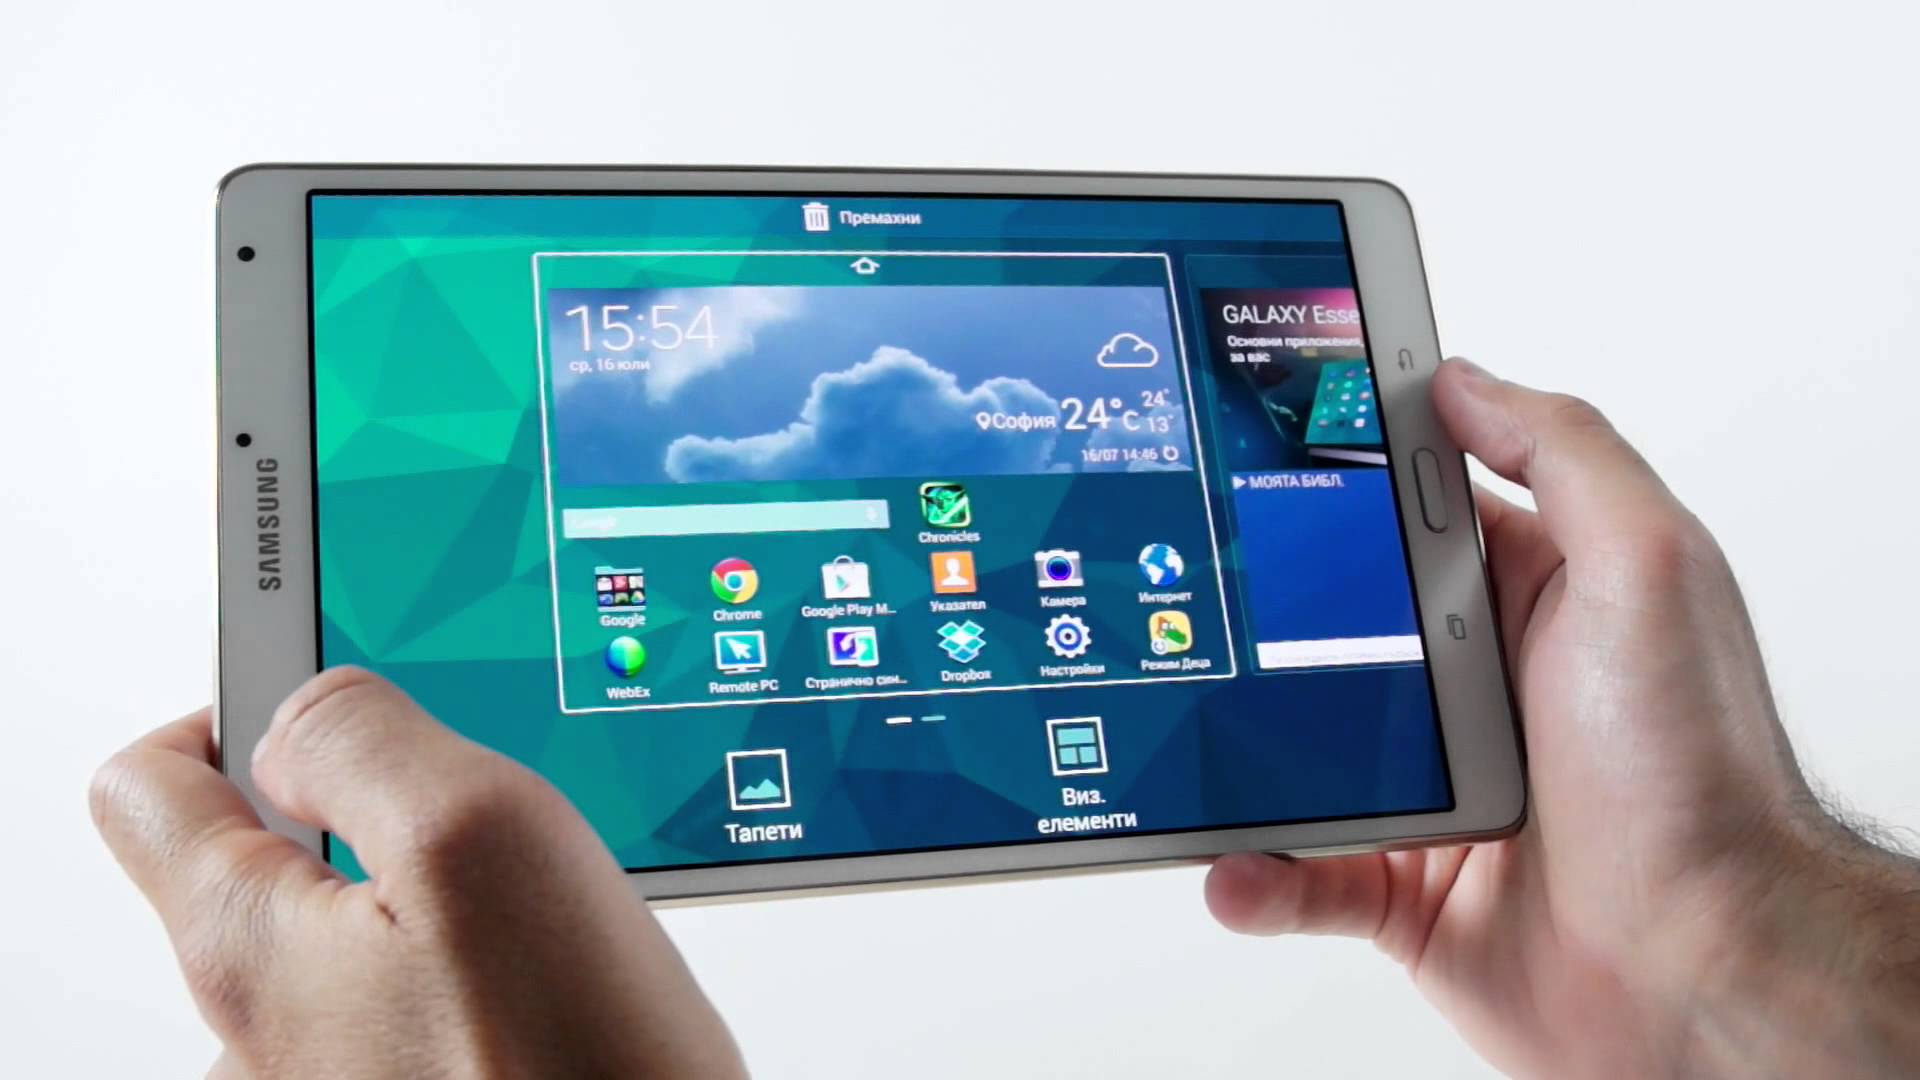 Премахни
15:54
ср, 16 юли
24°
София 24°C
13°
16/07 14:46
GALAXY Esse
Основни приложения,
за вас
МОЯТА БИБЛ.
Google
Chronicles
Google
Chrome
Google Play М...
Указател
Камера
Интернет
WebEx
Remote PC
Странично син...
Dropbox
Настройки
Режим Деца
Тапети
Виз.
елементи
SAMSUNG